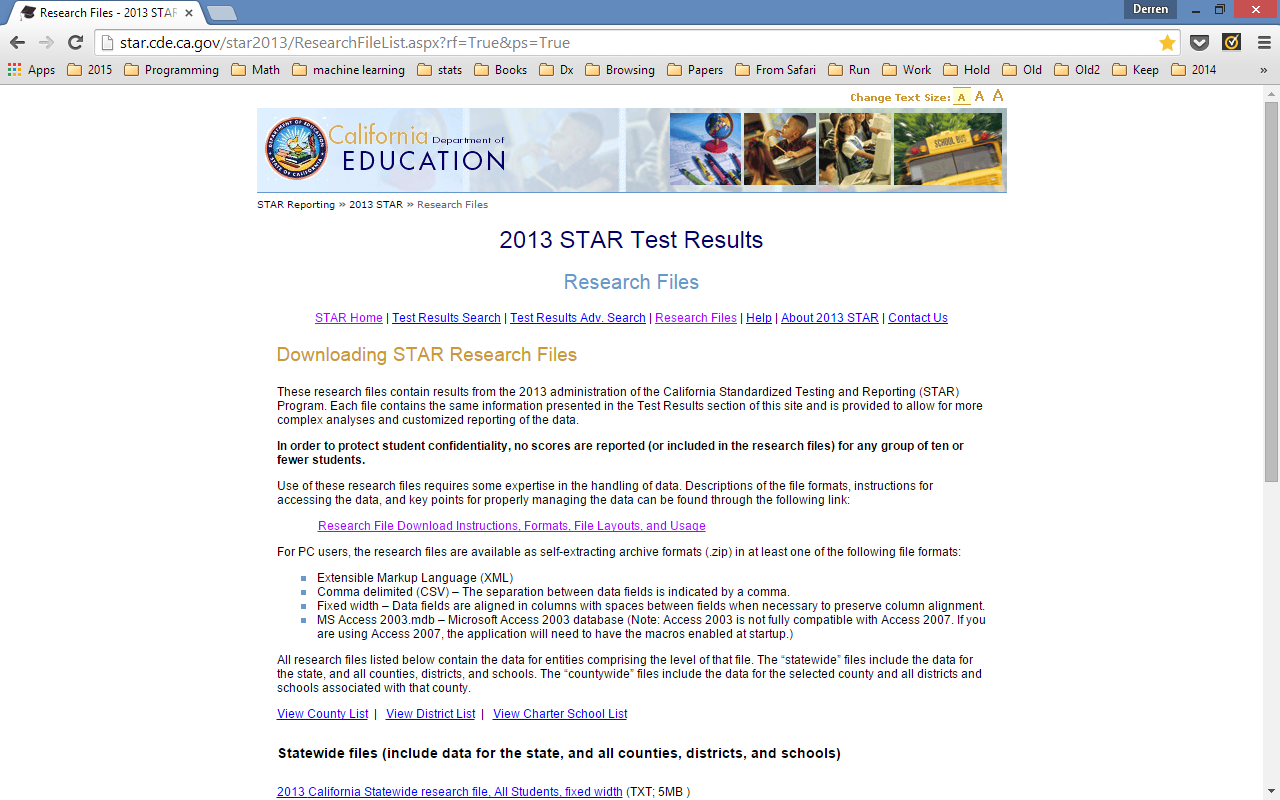 Research Files - 2013 STAR
Derren
star.cde.ca.gov/star2013/ResearchFileList.aspx?rf=True&ps=True
Apps 2015 Programming Math machine learning stats Books Dx Browsing Papers From Safari Run Work Hold Old Old2 Keep 2014 »
Change Text Size: A A A
California Department of
EDUCATION
SCHOOL BUS
STAR Reporting » 2013 STAR » Research Files
2013 STAR Test Results
Research Files
STAR Home | Test Results Search | Test Results Adv. Search | Research Files | Help | About 2013 STAR | Contact Us
Downloading STAR Research Files
These research files contain results from the 2013 administration of the California Standardized Testing and Reporting (STAR)
Program. Each file contains the same information presented in the Test Results section of this site and is provided to allow for more
complex analyses and customized reporting of the data.
In order to protect student confidentiality, no scores are reported (or included in the research files) for any group of ten or
fewer students.
Use of these research files requires some expertise in the handling of data. Descriptions of the file formats, instructions for
accessing the data, and key points for properly managing the data can be found through the following link:
Research File Download Instructions, Formats, File Layouts, and Usage
For PC users, the research files are available as self-extracting archive formats (.zip) in at least one of the following file formats:
Extensible Markup Language (XML)
Comma delimited (CSV) – The separation between data fields is indicated by a comma.
Fixed width – Data fields are aligned in columns with spaces between fields when necessary to preserve column alignment.
MS Access 2003.mdb – Microsoft Access 2003 database (Note: Access 2003 is not fully compatible with Access 2007. If you
are using Access 2007, the application will need to have the macros enabled at startup.)
All research files listed below contain the data for entities comprising the level of that file. The “statewide” files include the data for
the state, and all counties, districts, and schools. The “countywide” files include the data for the selected county and all districts and
schools associated with that county.
View County List | View District List | View Charter School List
Statewide files (include data for the state, and all counties, districts, and schools)
2013 California Statewide research file, All Students, fixed width (TXT; 5MB )